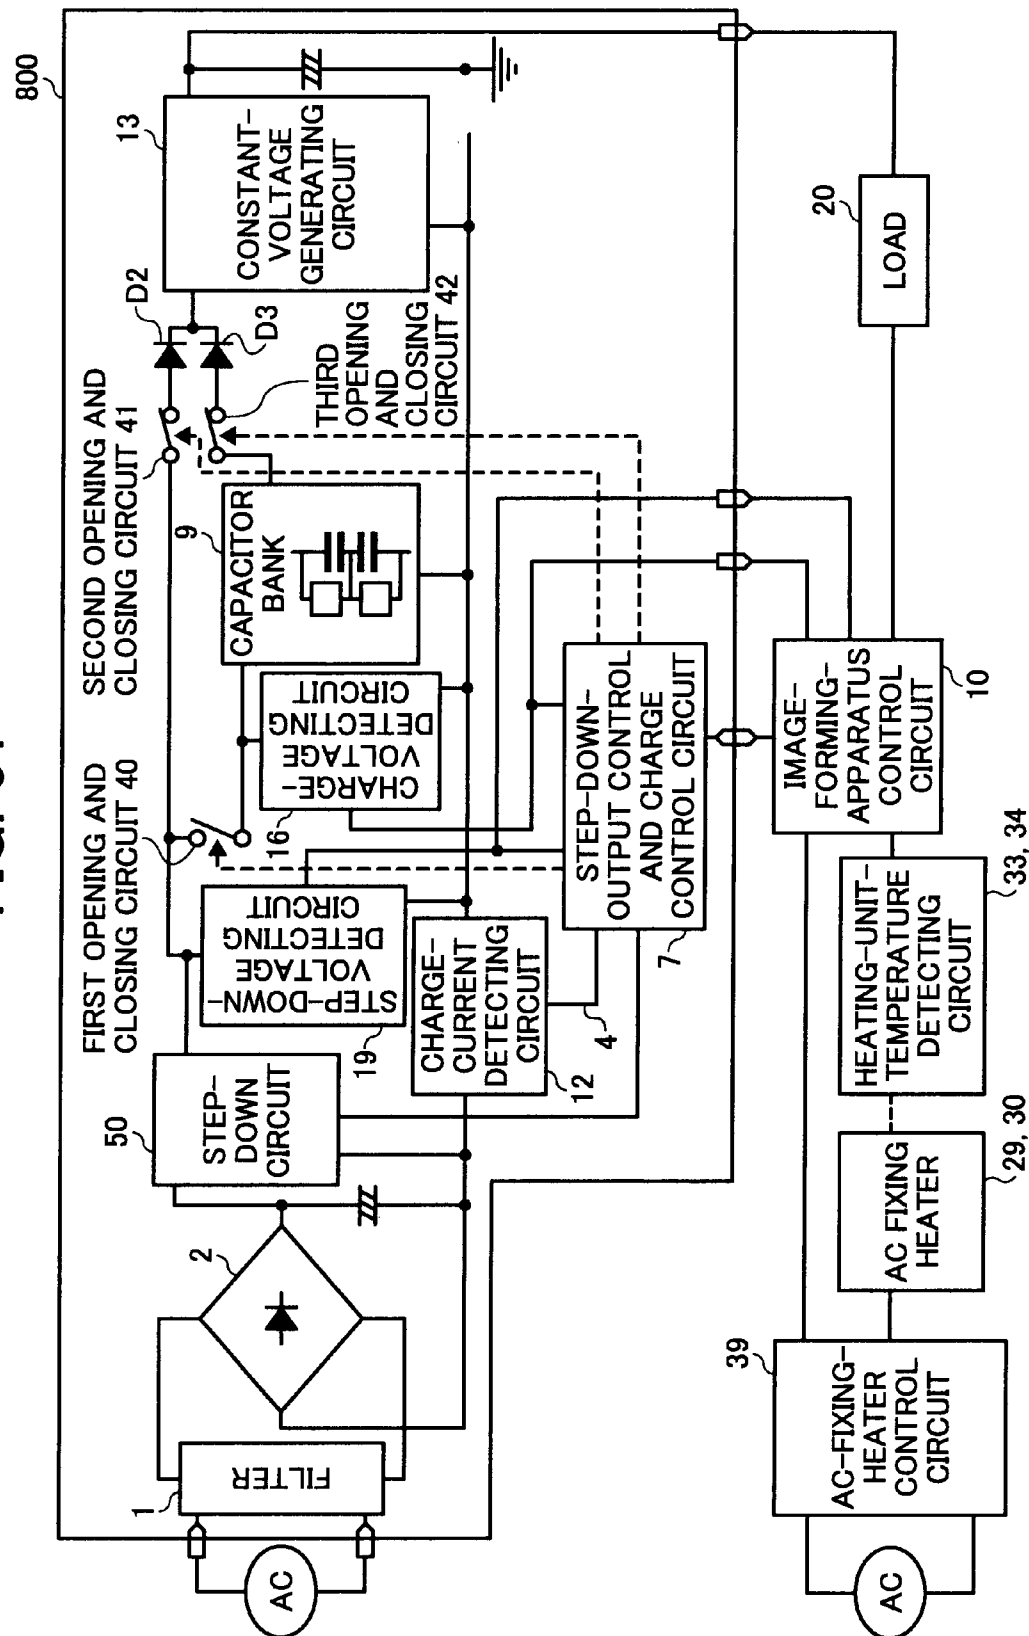 800
FIRST OPENING AND
CLOSING CIRCUIT 40
SECOND OPENING AND
CLOSING CIRCUIT 41
D2
D3
13
CONSTANT-
VOLTAGE
GENERATING
CIRCUIT
THIRD
OPENING
AND
CLOSING
CIRCUIT 42
9
CAPACITOR
BANK
16
CHARGE-
VOLTAGE
DETECTING
CIRCUIT
19
STEP-DOWN-
VOLTAGE
DETECTING
CIRCUIT
50
STEP-
DOWN
CIRCUIT
2
1
FILTER
AC
CHARGE-
CURRENT
DETECTING
CIRCUIT
12
4
STEP-DOWN-
OUTPUT CONTROL
AND CHARGE
CONTROL CIRCUIT
7
20
LOAD
IMAGE-
FORMING-
APPARATUS
CONTROL
CIRCUIT
10
HEATING-UNIT-
TEMPERATURE
DETECTING
CIRCUIT
33, 34
AC FIXING
HEATER
29, 30
39
AC-FIXING-
HEATER
CONTROL
CIRCUIT
AC